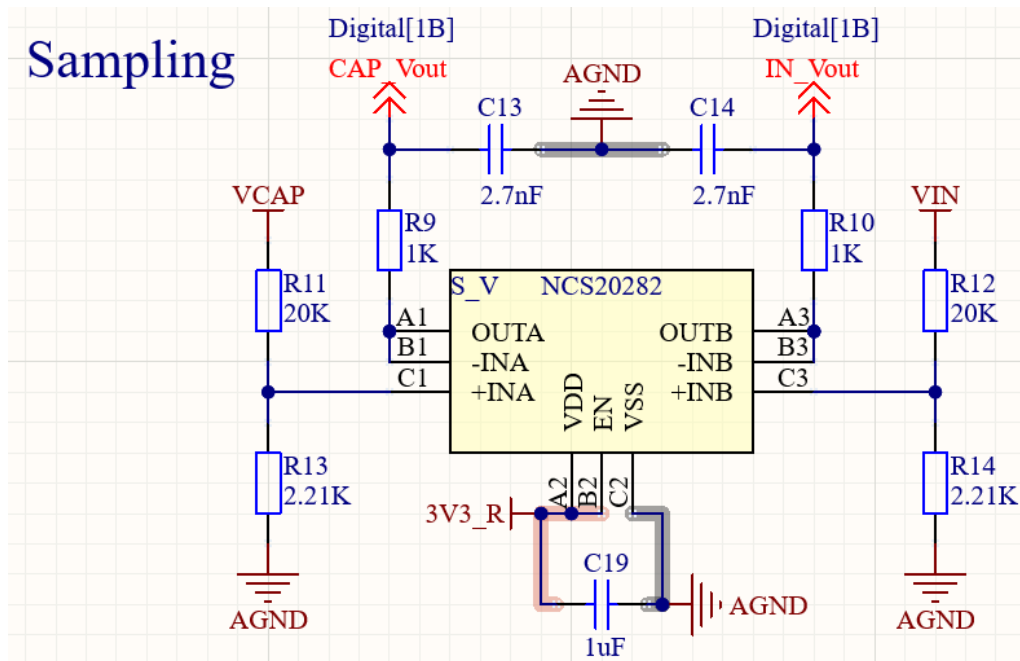 Digital[1B]
Digital[1B]
Sampling
CAP_Vout
AGND
IN_Vout
C13
C14
2.7nF
2.7nF
VCAP
VIN
R9
1K
R10
1K
R11
20K
S_V
NCS20282
R12
20K
A1
OUTA
OUTB
A3
B1
-INA
-INB
B3
C1
+INA
+INB
C3
VDD
EN
VSS
R13
2.21K
R14
2.21K
A2
B2
C2
3V3_R
C19
1uF
AGND
AGND
AGND